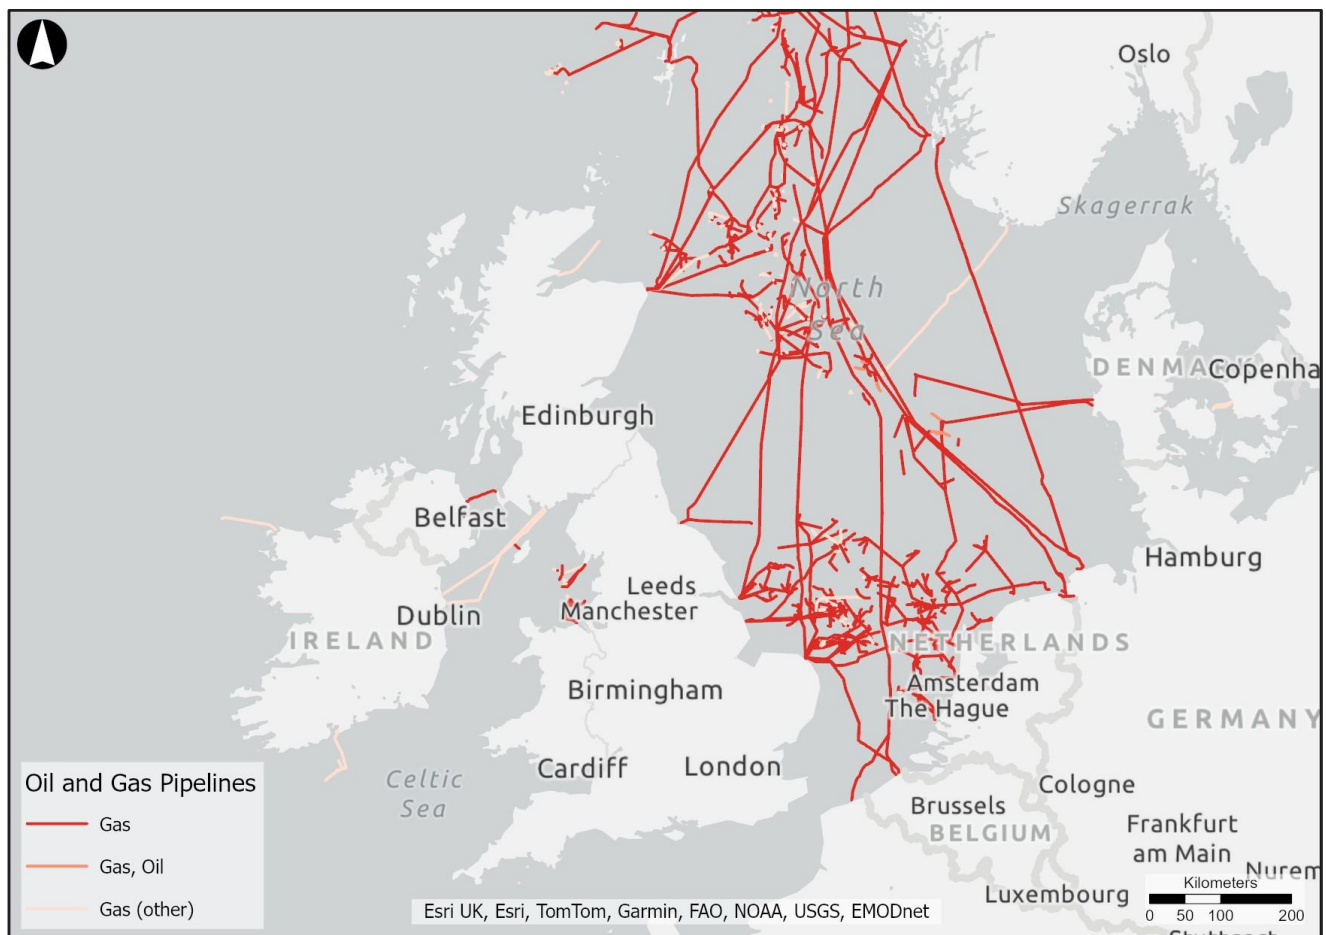 Oslo
Skagerrak
North
Sea
DENMA
Copenha
Edinburgh
Belfast
Hamburg
Leeds
Manchester
Dublin
IRELAND
NETHERLANDS
Birmingham
Amsterdam
The Hague
GERMANY
Celtic
Sea
Cardiff
London
Cologne
Brussels
BELGIUM
Frankfurt
am Main
Nurem
Luxembourg
Oil and Gas Pipelines
Gas
Gas, Oil
Gas (other)
Esri UK, Esri, TomTom, Garmin, FAO, NOAA, USGS, EMODnet
Kilometers
0 50 100 200